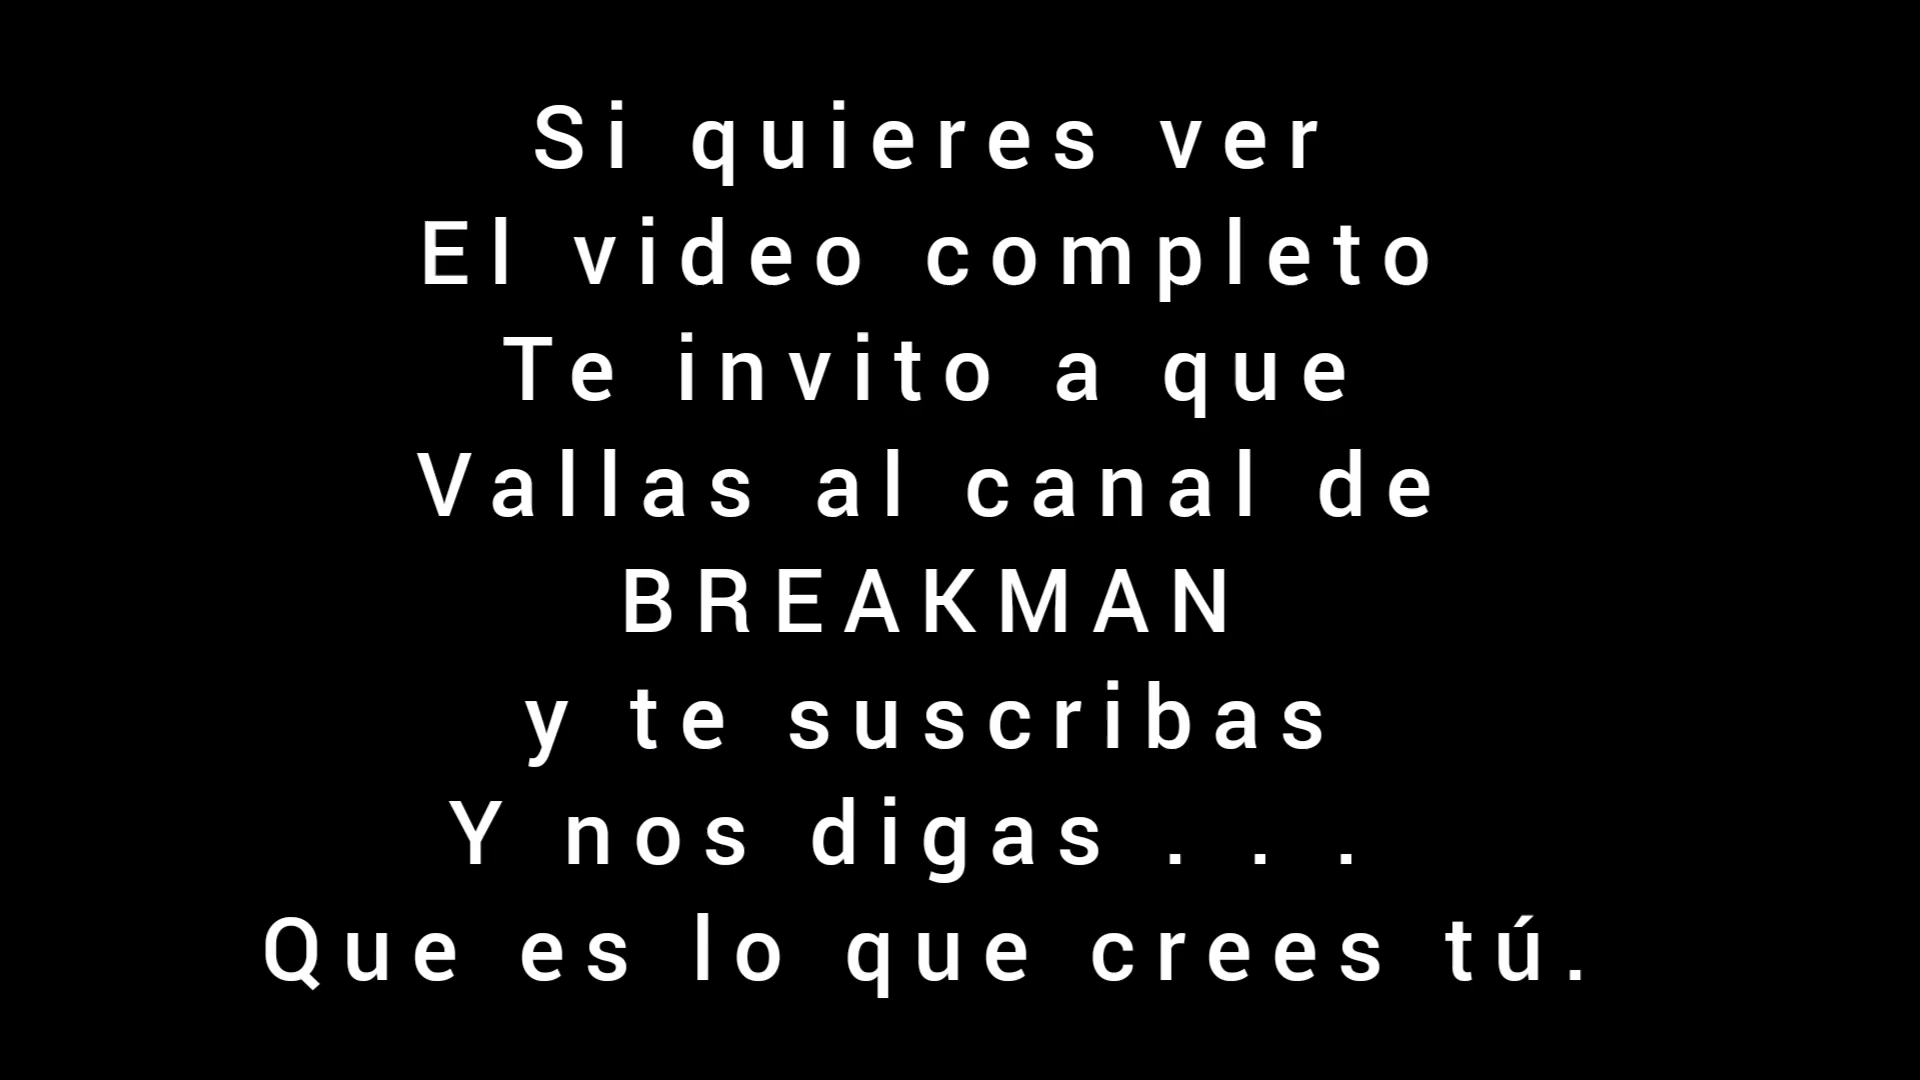 Si quieres ver
El video completo
Te invito a que
Vallas al canal de
BREAKMAN
y te suscribas
Y nos digas . . .
Que es lo que crees tú.